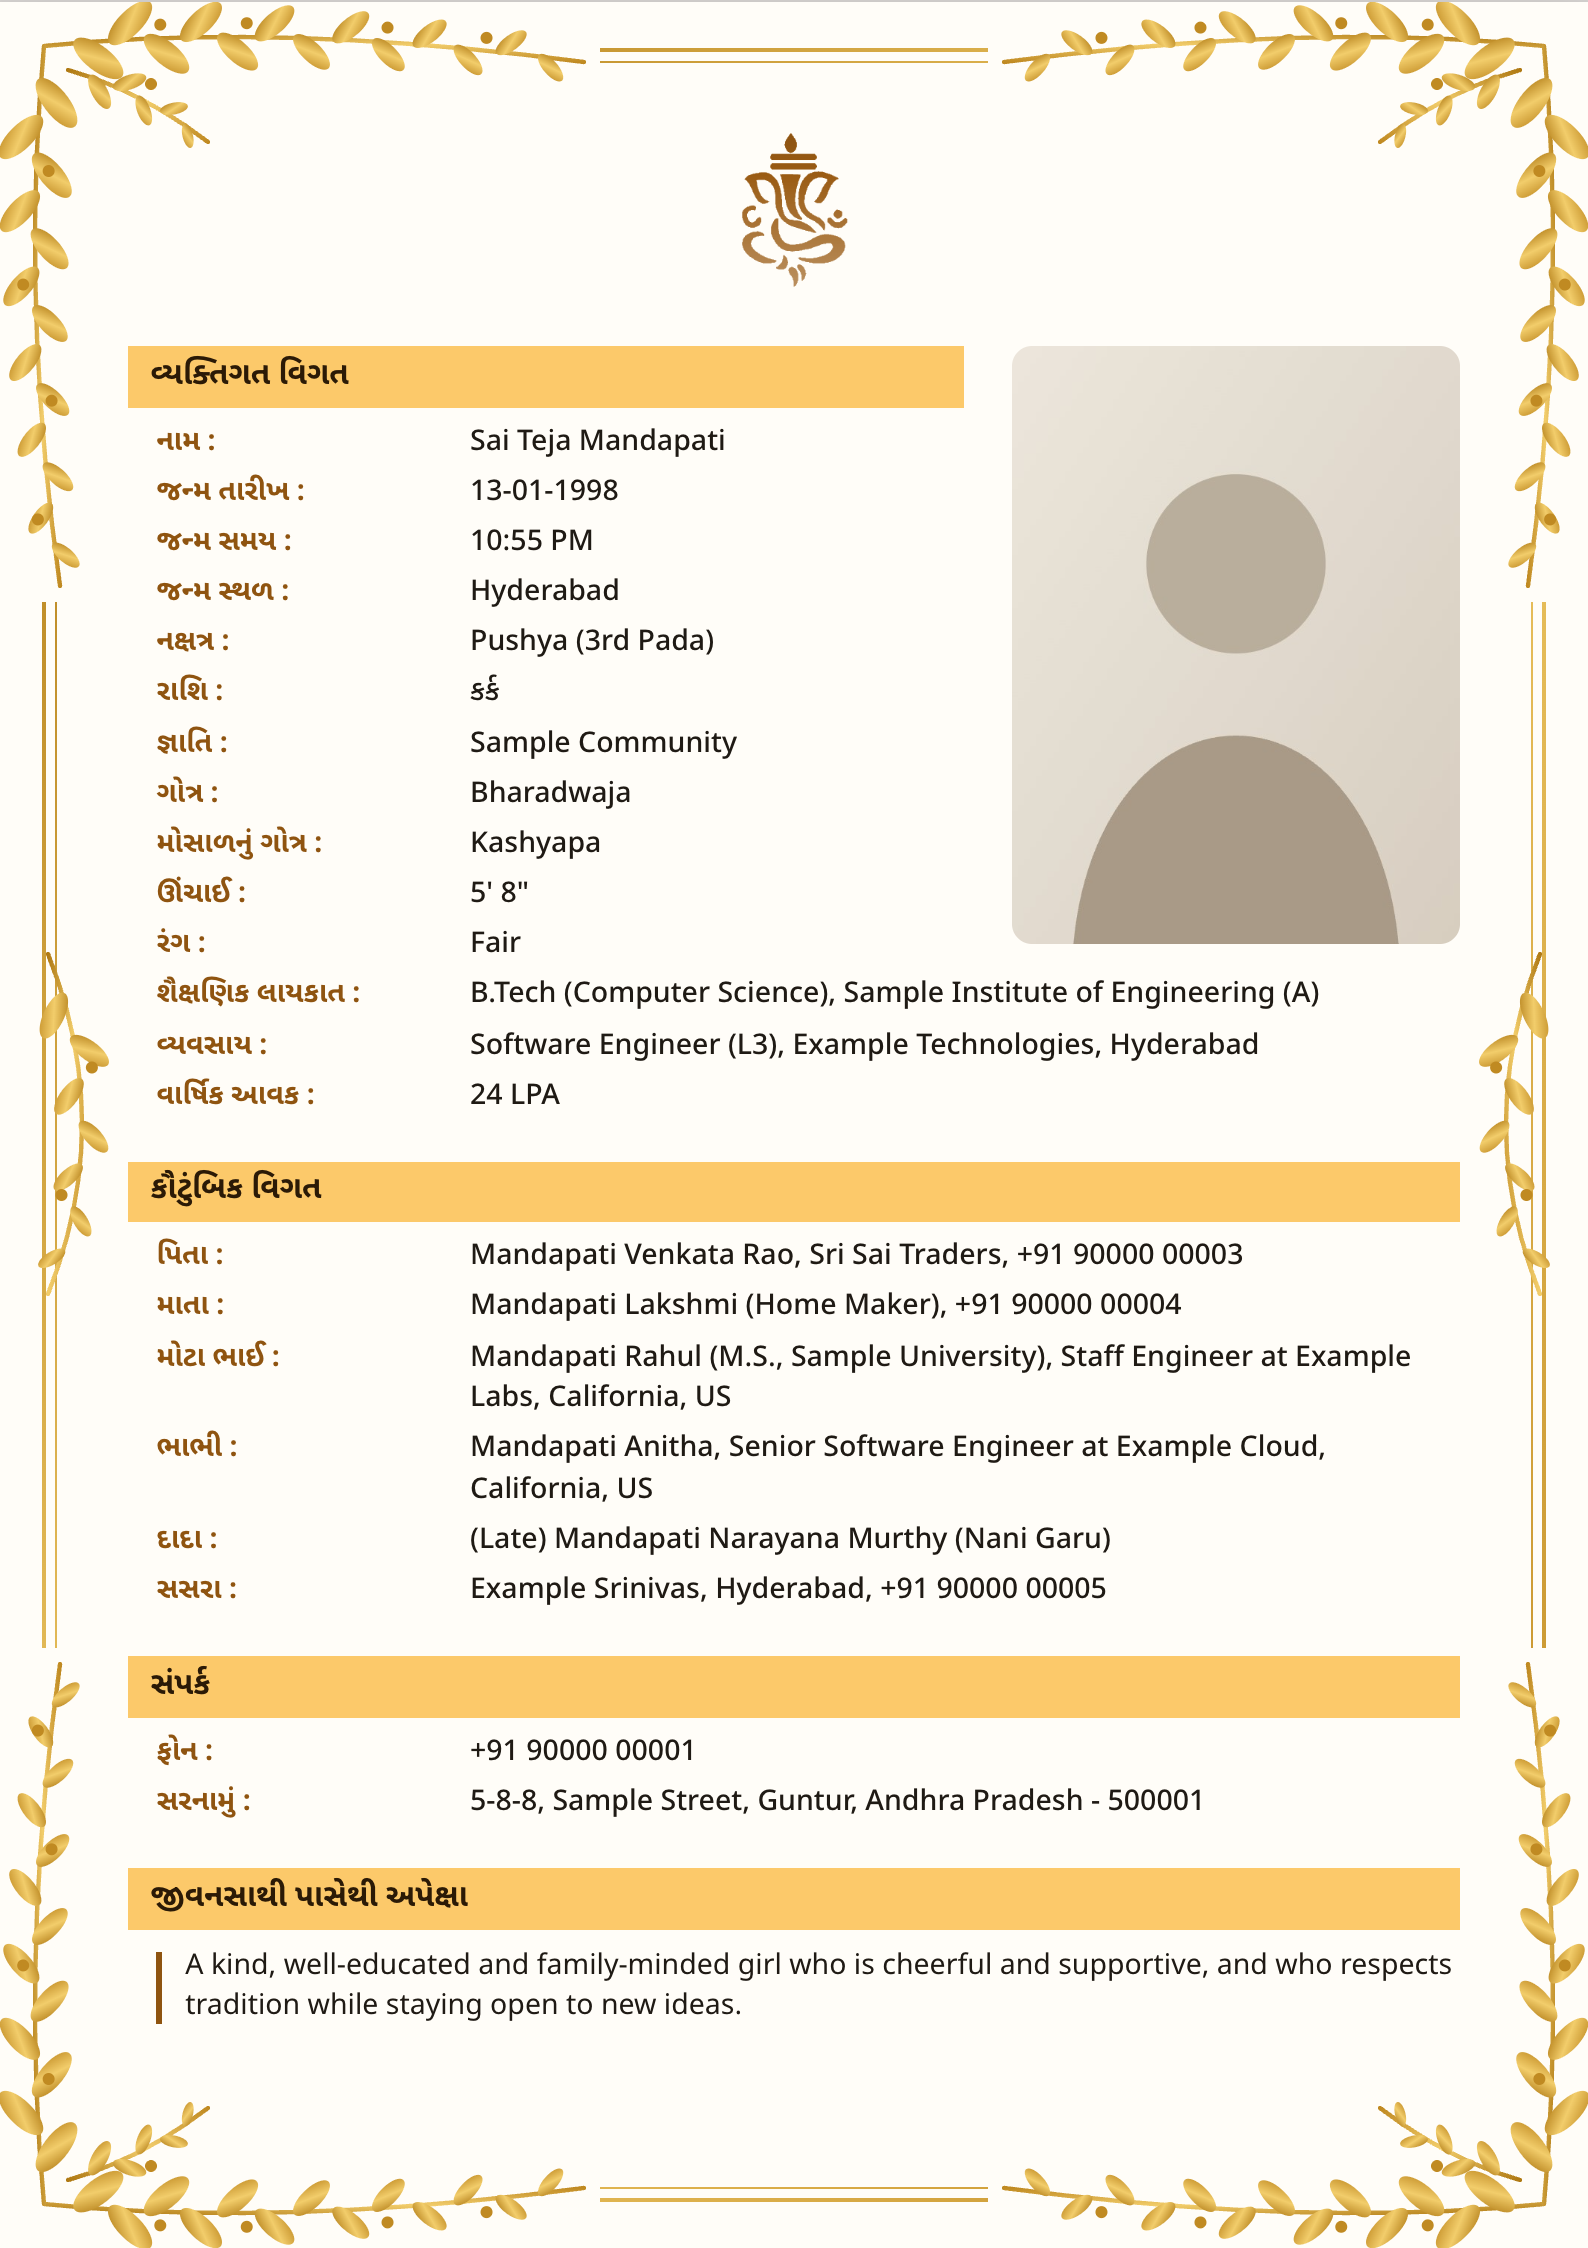 વ્યક્તિગત વિગત
નામ : Sai Teja Mandapati
જન્મ તારીખ : 13-01-1998
જન્મ સમય : 10:55 PM
જન્મ સ્થળ : Hyderabad
નક્ષત્ર : Pushya (3rd Pada)
રાશિ : કર્ક
જ્ઞાતિ : Sample Community
ગોત્ર : Bharadwaja
મોસાળનું ગોત્ર : Kashyapa
ઊંચાઈ : 5' 8"
રંગ : Fair
શૈક્ષણિક લાયકાત : B.Tech (Computer Science), Sample Institute of Engineering (A)
વ્યવસાય : Software Engineer (L3), Example Technologies, Hyderabad
વાર્ષિક આવક : 24 LPA
કૌટુંબિક વિગત
પિતા : Mandapati Venkata Rao, Sri Sai Traders, +91 90000 00003
માતા : Mandapati Lakshmi (Home Maker), +91 90000 00004
મોટા ભાઈ : Mandapati Rahul (M.S., Sample University), Staff Engineer at Example
Labs, California, US
ભાભી : Mandapati Anitha, Senior Software Engineer at Example Cloud,
California, US
દાદા : (Late) Mandapati Narayana Murthy (Nani Garu)
સસરા : Example Srinivas, Hyderabad, +91 90000 00005
સંપર્ક
ફોન : +91 90000 00001
સરનામું : 5-8-8, Sample Street, Guntur, Andhra Pradesh - 500001
જીવનસાથી પાસેથી અપેક્ષા
A kind, well-educated and family-minded girl who is cheerful and supportive, and who respects
tradition while staying open to new ideas.